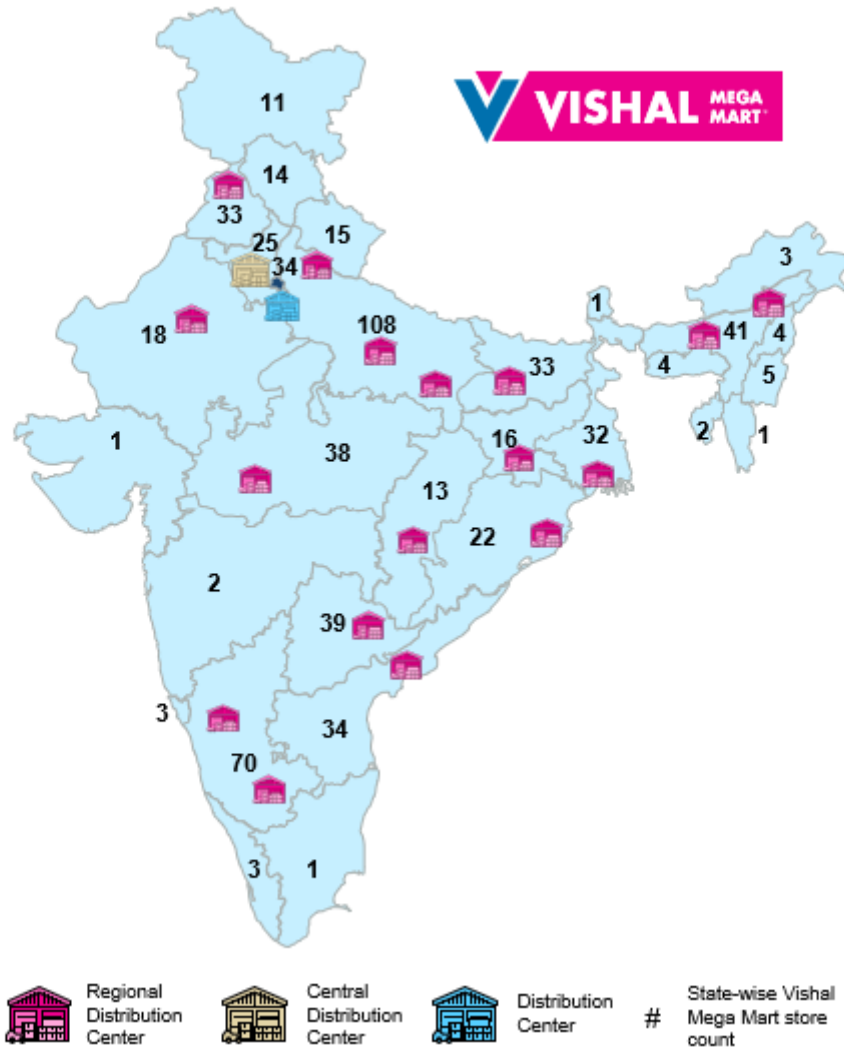 VISHAL MEGA
MART
11
14
33
15
25
34
3
1
18
108
41
4
33
4
5
1
38
16
32
2
1
13
22
2
39
3
34
70
3
1
Regional
Distribution
Center
Central
Distribution
Center
Distribution
Center
#
State-wise Vishal
Mega Mart store
count